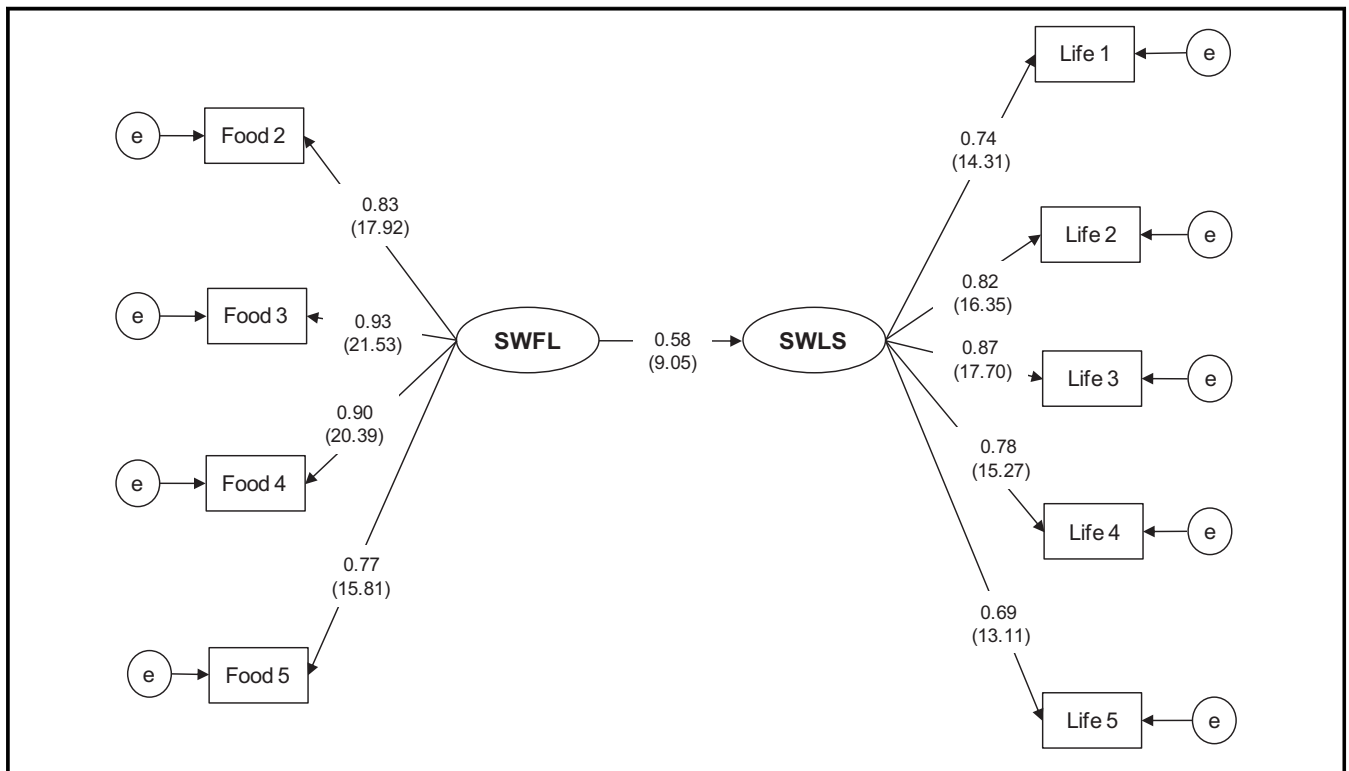 e
Food 2
0.83
(17.92)
e
Food 3
0.93
(21.53)
e
Food 4
0.90
(20.39)
e
Food 5
0.77
(15.81)
SWFL
0.58
(9.05)
SWLS
0.74
(14.31)
Life 1
e
0.82
(16.35)
Life 2
e
0.87
(17.70)
Life 3
e
0.78
(15.27)
Life 4
e
0.69
(13.11)
Life 5
e